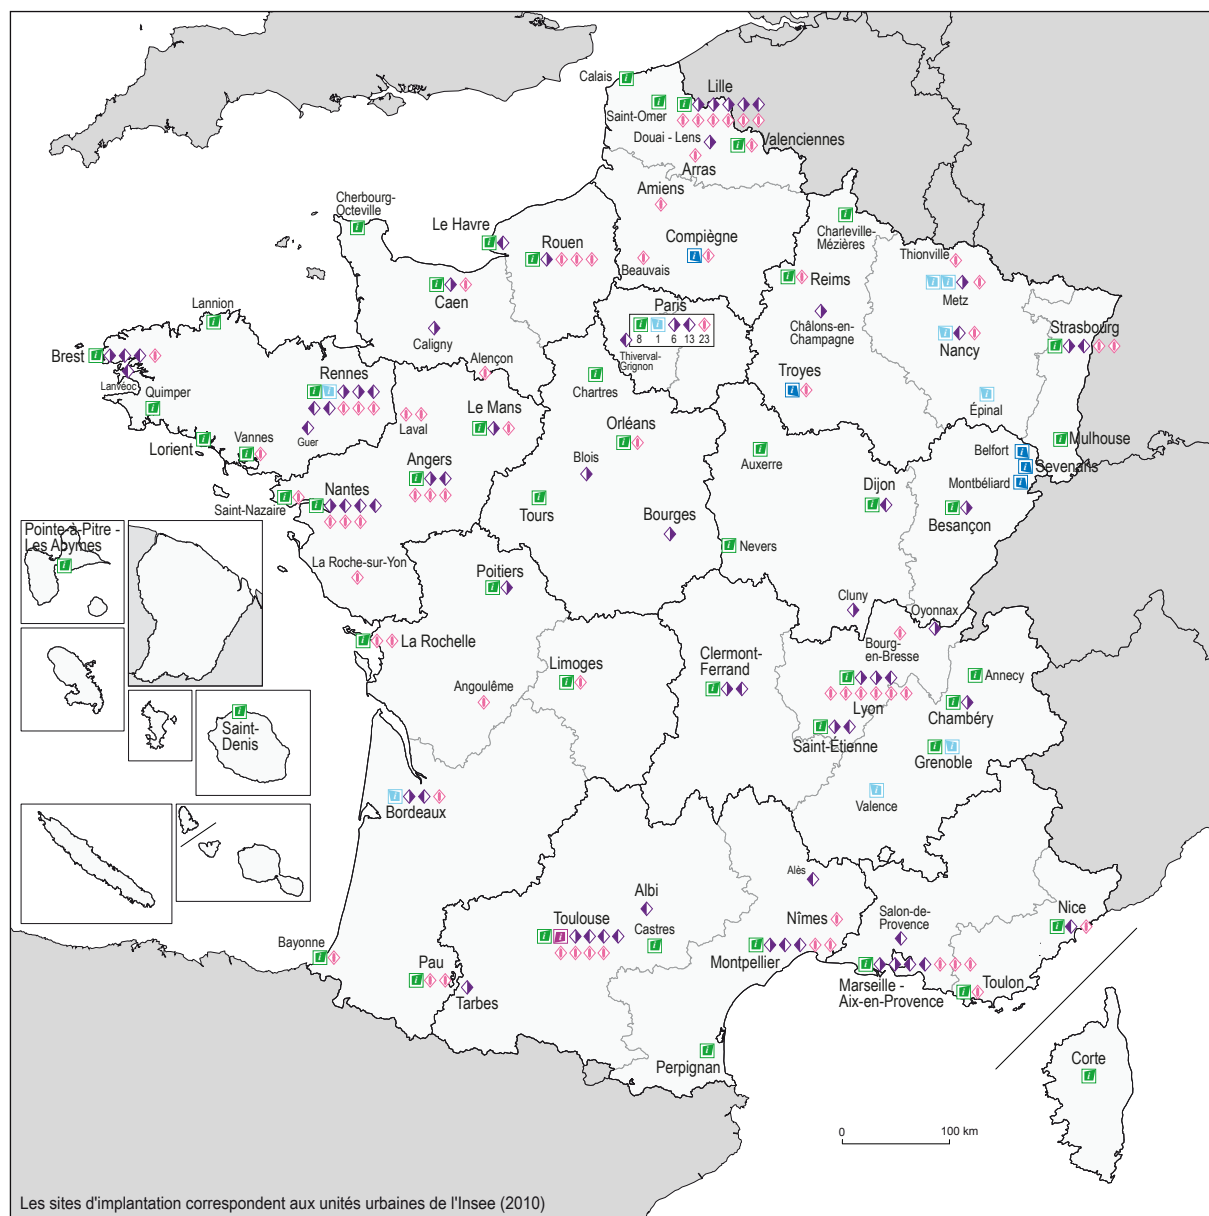 Calais
Lille
Saint-Omer
Douai - Lens
Valenciennes
Arras
Amiens
Cherbourg-
Octeville
Le Havre
Rouen
Compiègne
Beauvais
Charleville-
Mézières
Thionville
Metz
Reims
Caen
Caligny
Lannion
Paris
8 1 6 13 23
Thiverval-
Grignon
Châlons-en-
Champagne
Nancy
Strasbourg
Brest
Lanvéoc
Quimper
Rennes
Guer
Alençon
Chartres
Troyes
Épinal
Lorient
Vannes
Laval
Le Mans
Orléans
Mulhouse
Belfort
Sevenans
Montbéliard
Auxerre
Blois
Angers
Nantes
Saint-Nazaire
Tours
Dijon
Besançon
Bourges
Nevers
Pointe-à-Pitre -
Les Abymes
La Roche-sur-Yon
Poitiers
Cluny
Oyonnax
Bourg-
en-Bresse
La Rochelle
Limoges
Clermont-
Ferrand
Annecy
Angoulême
Lyon
Chambéry
Saint-
Denis
Saint-Étienne
Grenoble
Valence
Bordeaux
Alès
Albi
Castres
Toulouse
Nîmes
Salon-de-
Provence
Nice
Bayonne
Pau
Tarbes
Montpellier
Marseille -
Aix-en-Provence
Toulon
Perpignan
Corte
0 100 km
Les sites d'implantation correspondent aux unités urbaines de l'Insee (2010)